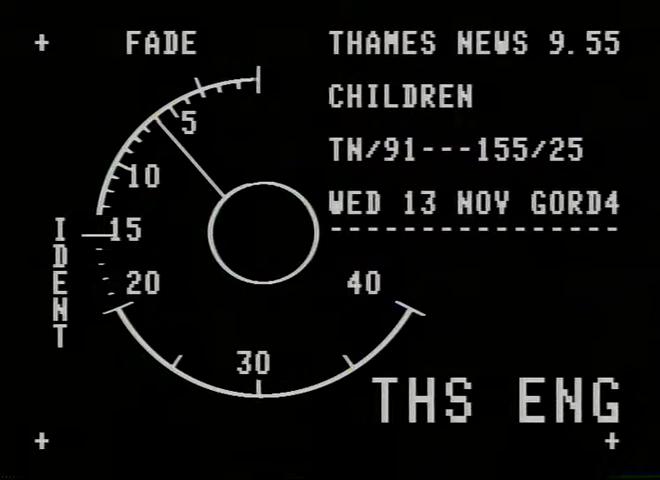 FADE
THAMES NEWS 9.55
CHILDREN
TN/91---155/25
WED 13 NOV GORD4
----------------
5
10
15
20
30
40
IDENT
THS ENG